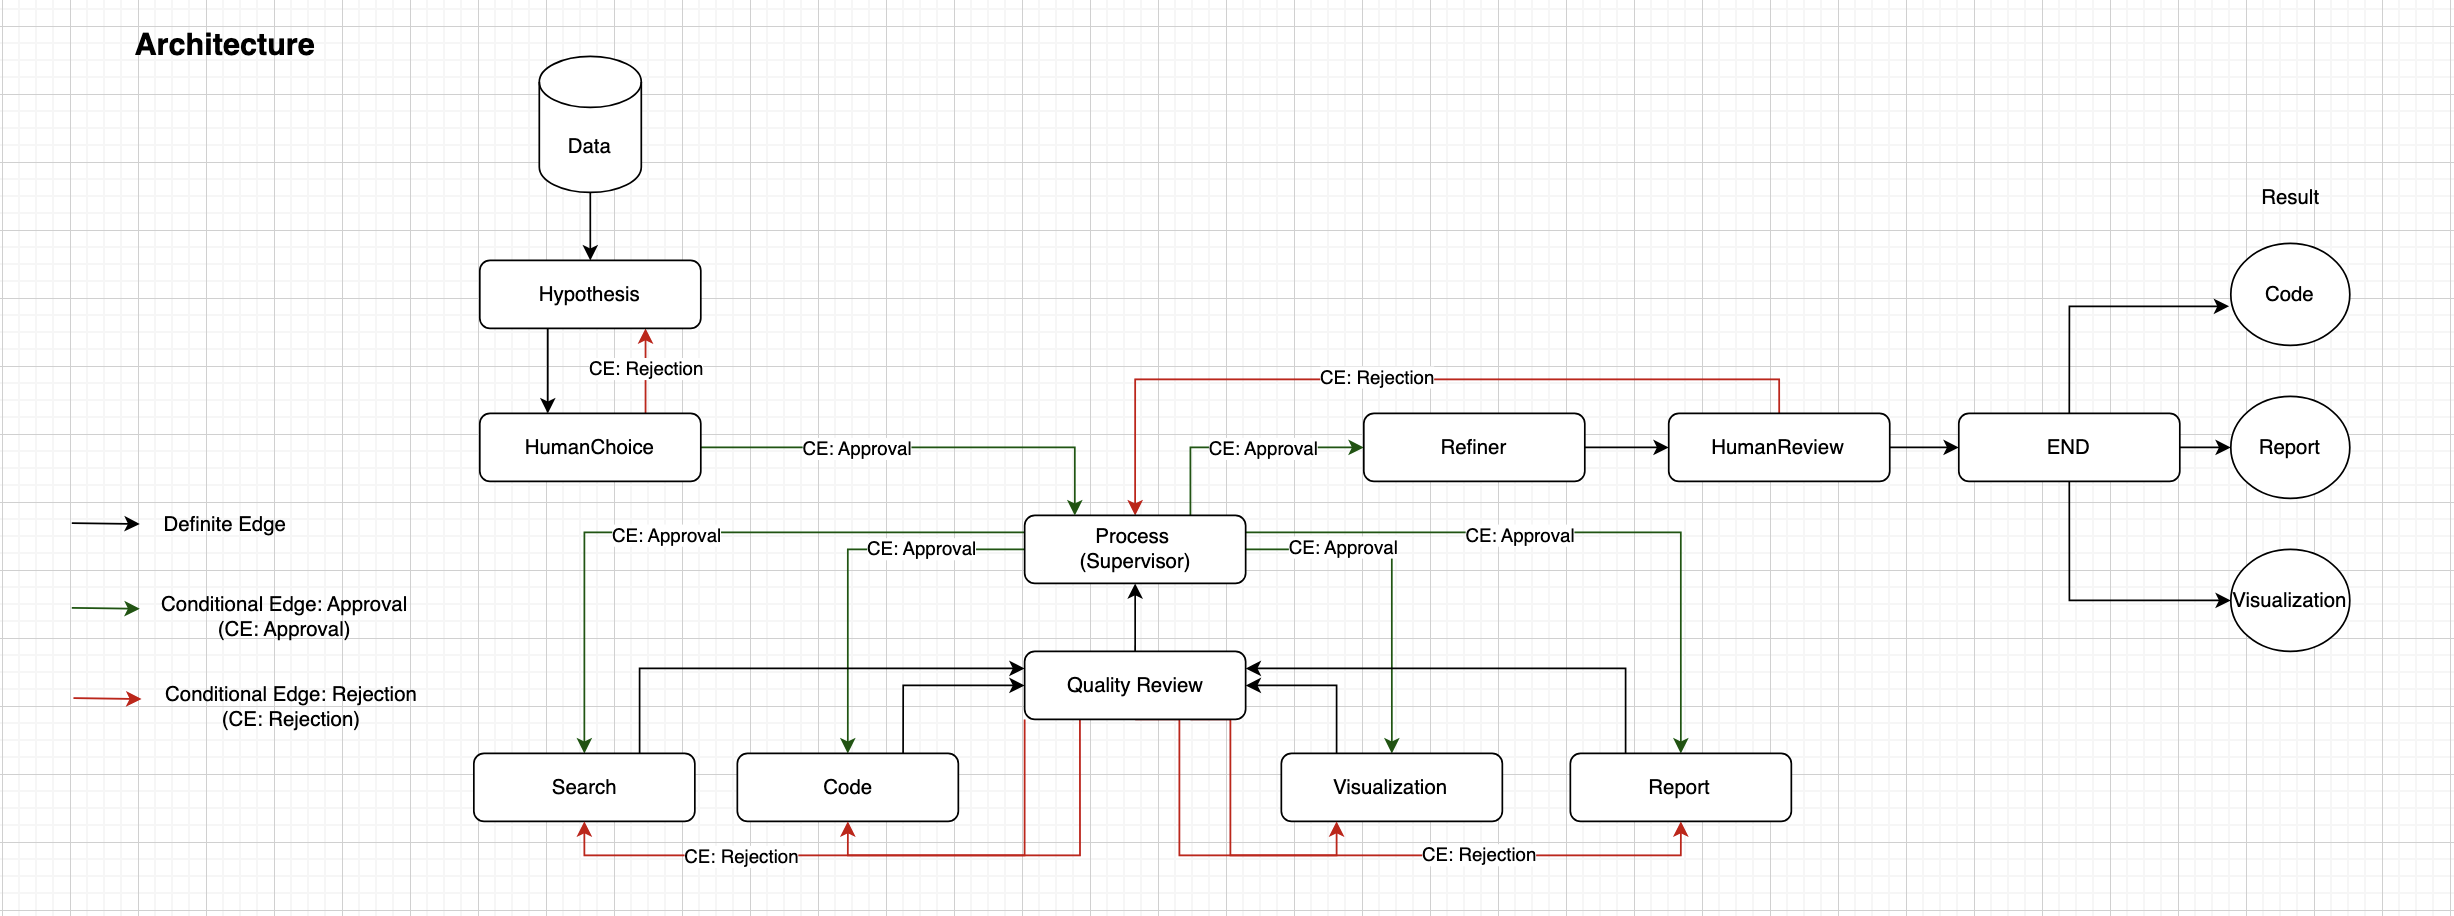 Architecture
Data
Result
Hypothesis
Code
CE: Rejection
CE: Rejection
HumanChoice
CE: Approval
CE: Approval
Refiner
HumanReview
END
Report
Definite Edge
CE: Approval
CE: Approval
Process
(Supervisor)
CE: Approval
CE: Approval
Conditional Edge: Approval
(CE: Approval)
Visualization
Conditional Edge: Rejection
(CE: Rejection)
Quality Review
Search
Code
Visualization
Report
CE: Rejection
CE: Rejection